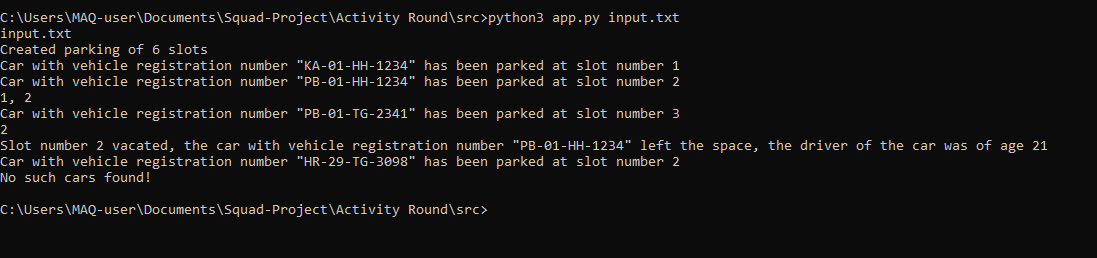 C:\Users\MAQ-user\Documents\Squad-Project\Activity Round\src>python3 app.py input.txt
input.txt
Created parking of 6 slots
Car with vehicle registration number "KA-01-HH-1234" has been parked at slot number 1
Car with vehicle registration number "PB-01-HH-1234" has been parked at slot number 2
1, 2
Car with vehicle registration number "PB-01-TG-2341" has been parked at slot number 3
2
Slot number 2 vacated, the car with vehicle registration number "PB-01-HH-1234" left the space, the driver of the car was of age 21
Car with vehicle registration number "HR-29-TG-3098" has been parked at slot number 2
No such cars found!
C:\Users\MAQ-user\Documents\Squad-Project\Activity Round\src>